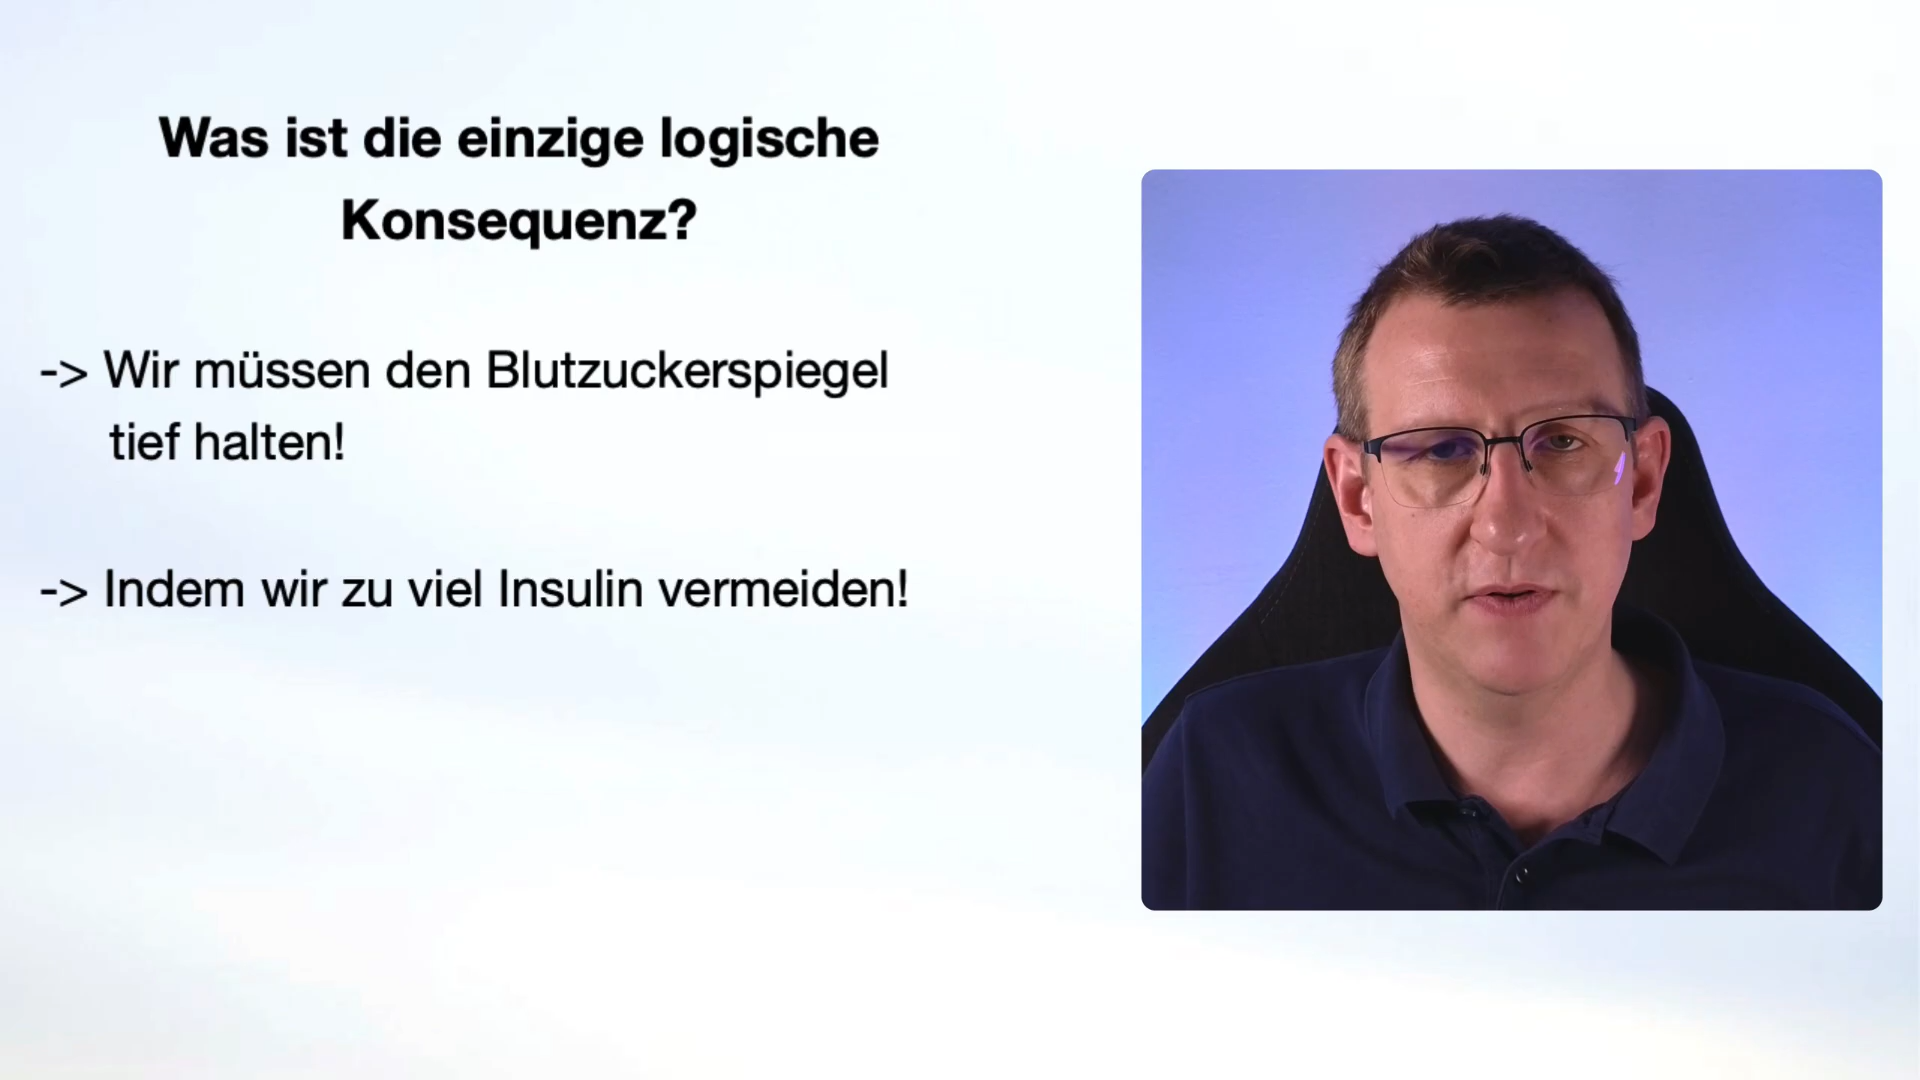 Was ist die einzige logische
Konsequenz?
-> Wir müssen den Blutzuckerspiegel
tief halten!
-> Indem wir zu viel Insulin vermeiden!